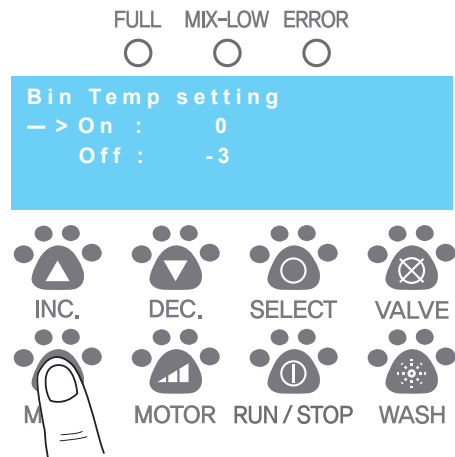 FULL MIX-LOW ERROR
Bin Temp setting
—> On : 0
Off : -3
INC. DEC. SELECT VALVE
MOTOR RUN / STOP WASH